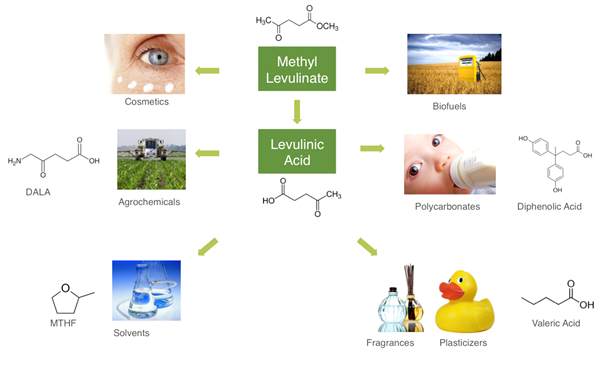 O
H₃C
OCH₃
O
Methyl
Levulinate
Cosmetics
Biofuels
Levulinic
Acid
O
H₂N
OH
O
DALA
Agrochemicals
O
HO
CH₃
O
Polycarbonates
HO
O
OH
OH
Diphenolic Acid
O
MTHF
Solvents
Fragrances
Plasticizers
O
OH
Valeric Acid